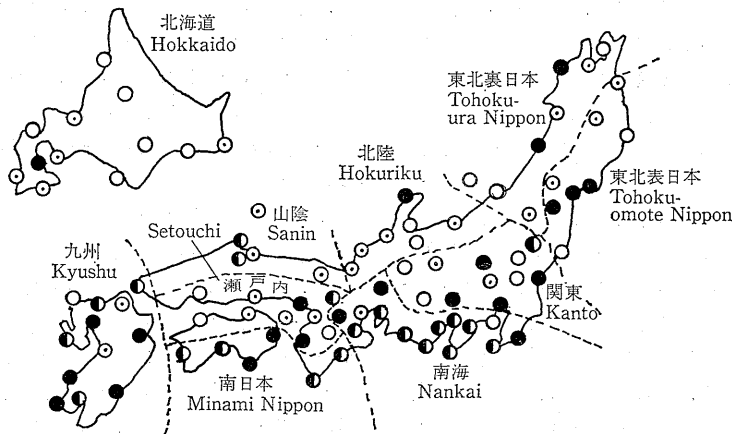 北海道
Hokkaido
東北裏日本
Tohoku-
ura Nippon
北陸
Hokuriku
東北表日本
Tohoku-
omote Nippon
山陰
Sanin
Setouchi
瀬戸内
九州
Kyushu
関東
Kanto
南日本
Minami Nippon
南海
Nankai